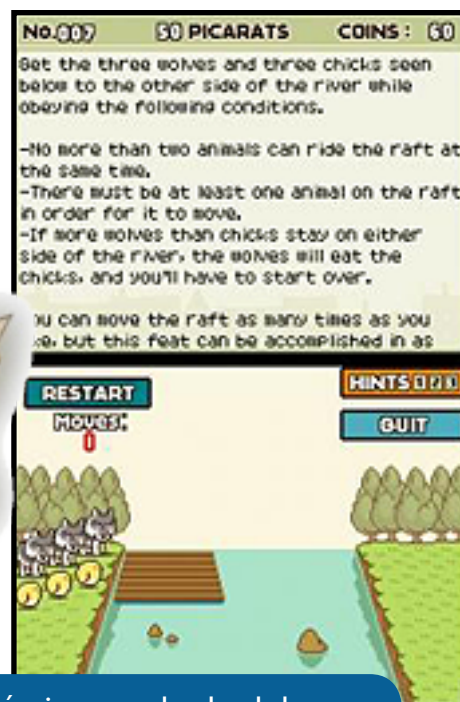 No.007 50 PICARATS COINS: 60
Get the three wolves and three chicks seen
below to the other side of the river while
obeying the following conditions.
-No more than two animals can ride the raft at
the same time.
-There must be at least one animal on the raft
in order for it to move.
-If more wolves than chicks stay on either
side of the river, the wolves will eat the
chicks, and you'll have to start over.
ou can move the raft as many times as you
e, but this feat can be accomplished in as
RESTART
Moves:
0
HINTS 1 2 3
QUIT